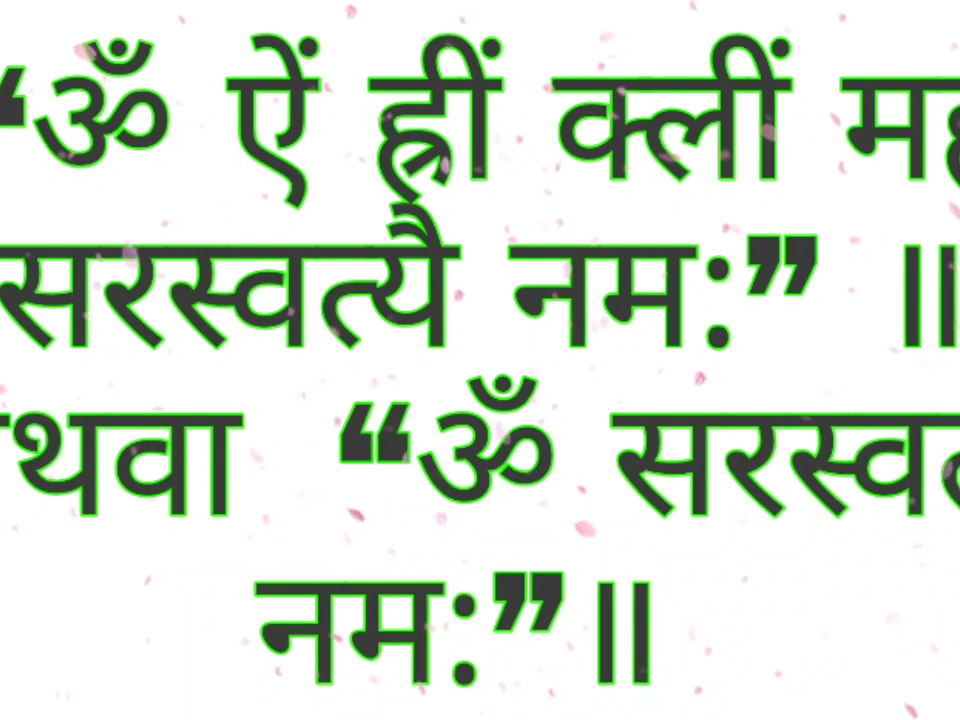 “ॐ ऐं ह्रीं क्लीं
सरस्वत्यै नम:” ॥
“ॐ
नम:”॥